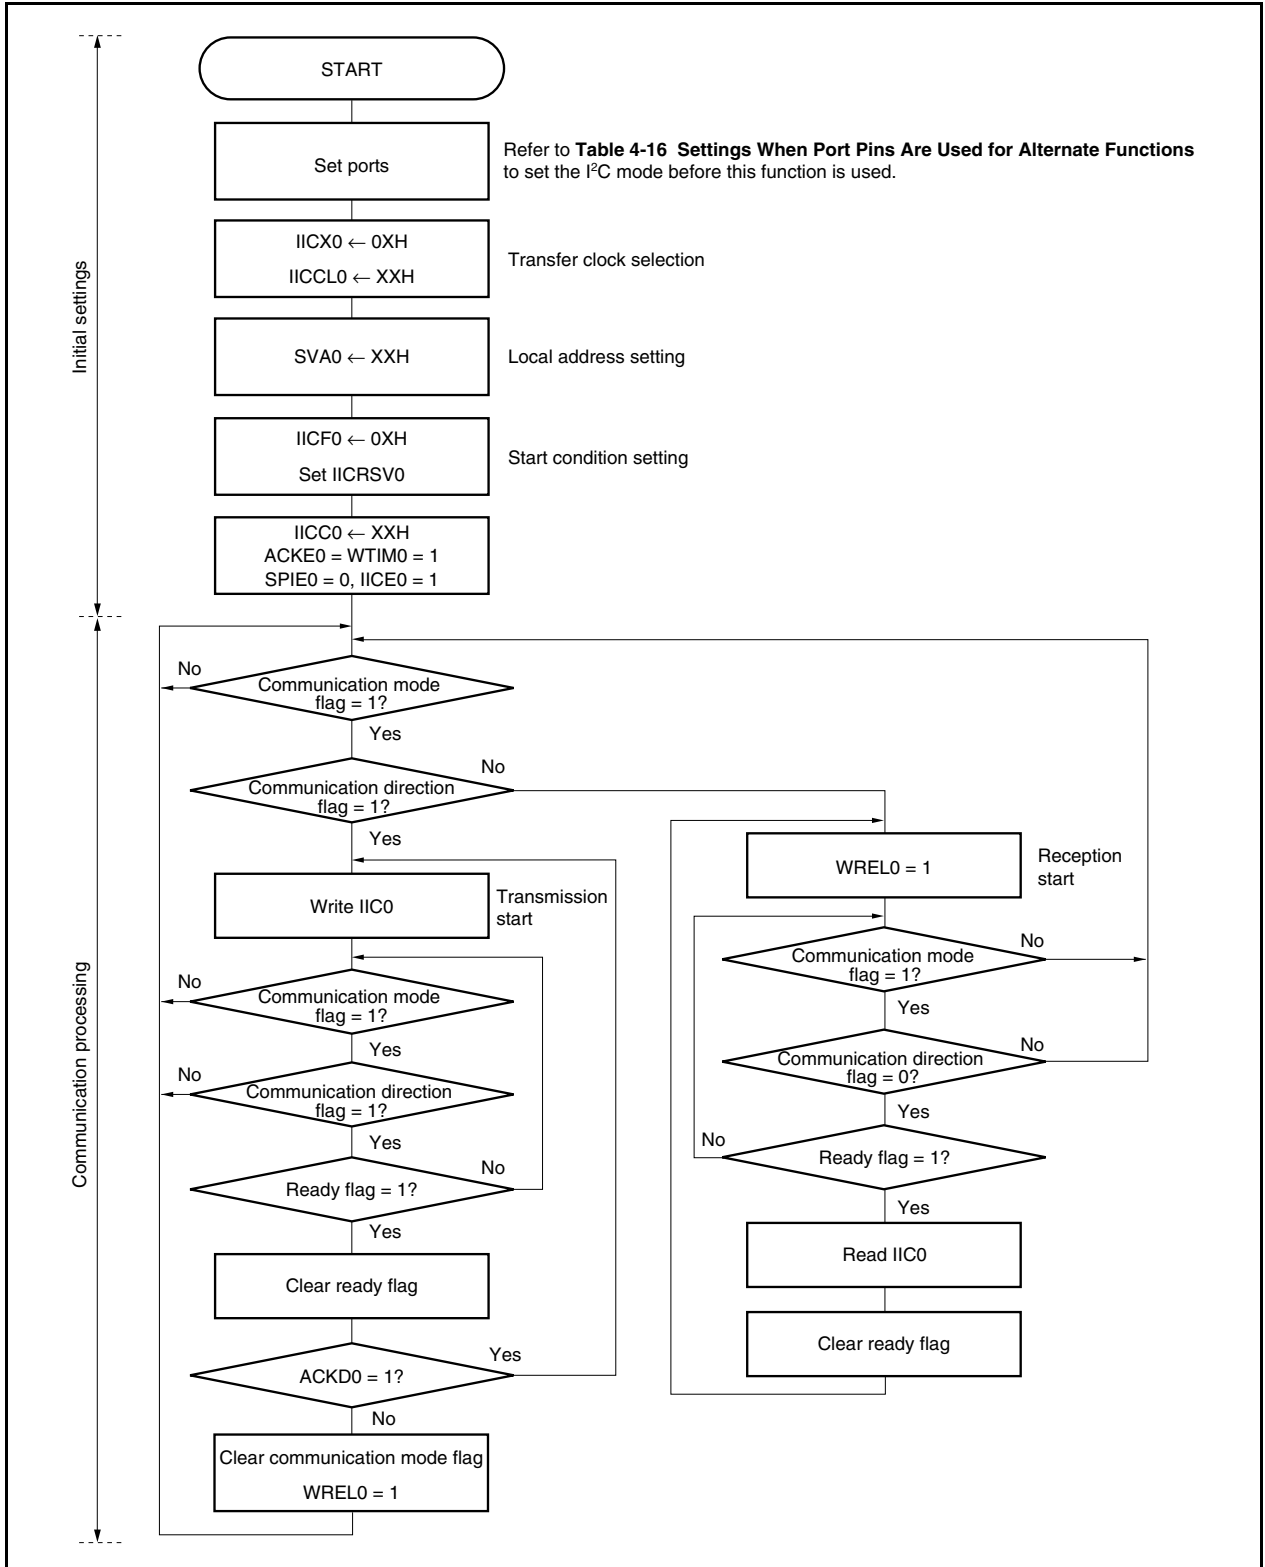 START
Set ports
Refer to Table 4-16 Settings When Port Pins Are Used for Alternate Functions
to set the I²C mode before this function is used.
IICX0 ← 0XH
IICCL0 ← XXH
Transfer clock selection
SVA0 ← XXH
Local address setting
IICF0 ← 0XH
Set IICRSV0
Start condition setting
IICC0 ← XXH
ACKE0 = WTIM0 = 1
SPIE0 = 0, IICE0 = 1
Initial settings
Communication processing
No
Communication mode
flag = 1?
Yes
No
Communication direction
flag = 1?
Yes
Write IIC0
Transmission
start
No
Communication mode
flag = 1?
Yes
No
Communication direction
flag = 1?
Yes
No
Ready flag = 1?
Yes
Clear ready flag
Yes
ACKD0 = 1?
No
Clear communication mode flag
WREL0 = 1
WREL0 = 1
Reception
start
No
Communication mode
flag = 1?
Yes
No
Communication direction
flag = 0?
Yes
No
Ready flag = 1?
Yes
Read IIC0
Clear ready flag